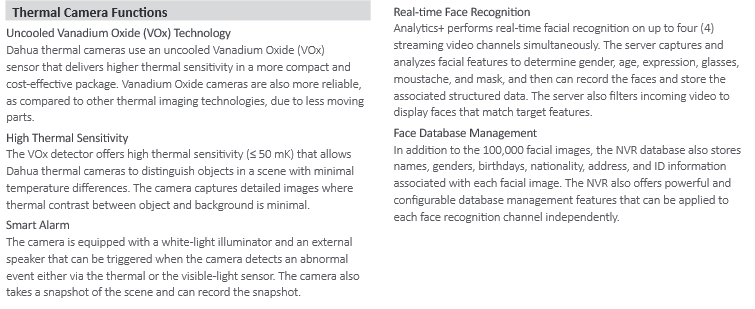 Thermal Camera Functions
Uncooled Vanadium Oxide (VOx) Technology
Dahua thermal cameras use an uncooled Vanadium Oxide (VOx)
sensor that delivers higher thermal sensitivity in a more compact and
cost-effective package. Vanadium Oxide cameras are also more reliable,
as compared to other thermal imaging technologies, due to less moving
parts.
High Thermal Sensitivity
The VOx detector offers high thermal sensitivity (≤ 50 mK) that allows
Dahua thermal cameras to distinguish objects in a scene with minimal
temperature differences. The camera captures detailed images where
thermal contrast between object and background is minimal.
Smart Alarm
The camera is equipped with a white-light illuminator and an external
speaker that can be triggered when the camera detects an abnormal
event either via the thermal or the visible-light sensor. The camera also
takes a snapshot of the scene and can record the snapshot.
Real-time Face Recognition
Analytics+ performs real-time facial recognition on up to four (4)
streaming video channels simultaneously. The server captures and
analyzes facial features to determine gender, age, expression, glasses,
moustache, and mask, and then can record the faces and store the
associated structured data. The server also filters incoming video to
display faces that match target features.
Face Database Management
In addition to the 100,000 facial images, the NVR database also stores
names, genders, birthdays, nationality, address, and ID information
associated with each facial image. The NVR also offers powerful and
configurable database management features that can be applied to
each face recognition channel independently.